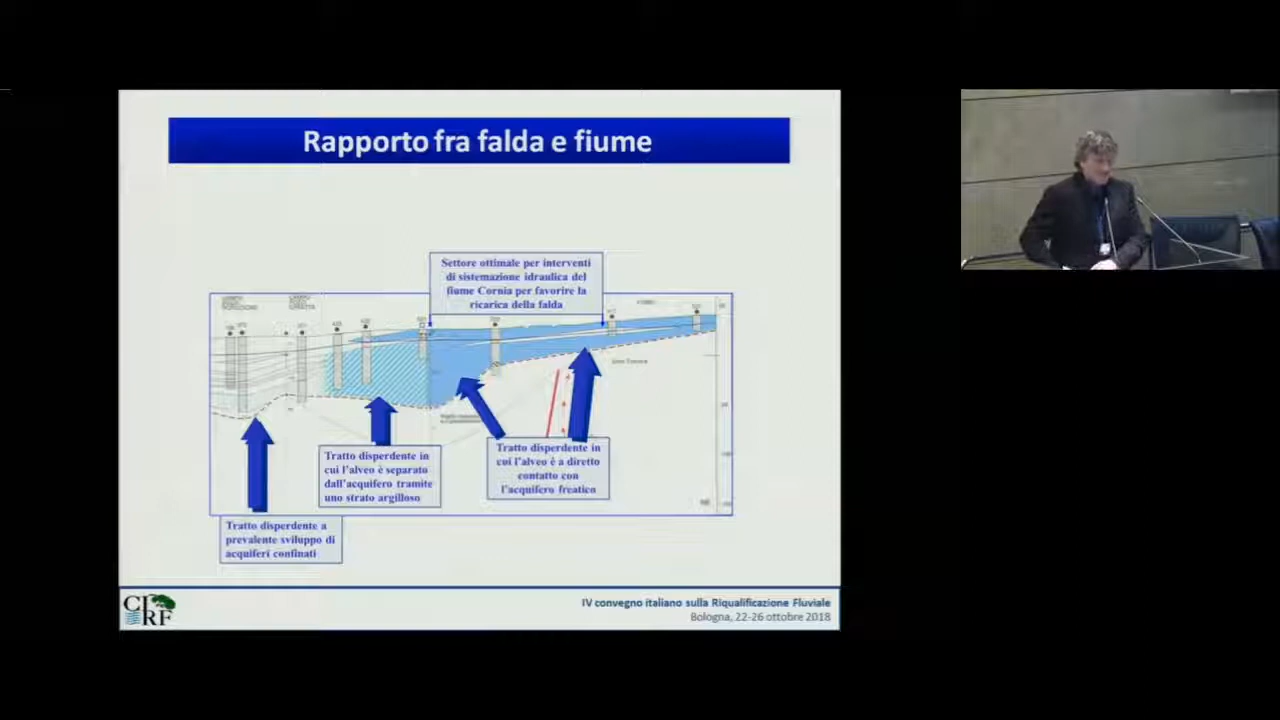 Rapporto fra falda e fiume
Settore ottimale per interventi
di sistemazione idraulica del
fiume Cornia per favorire la
ricarica della falda
Tratto disperdente in
cui l'alveo è separato
dall'acquifero tramite
uno strato argilloso
Tratto disperdente in
cui l'alveo è a diretto
contatto con
l'acquifero freatico
Tratto disperdente a
prevalente sviluppo di
acquiferi confinati
CIRF
IV convegno italiano sulla Riqualificazione Fluviale
Bologna, 22-26 ottobre 2018